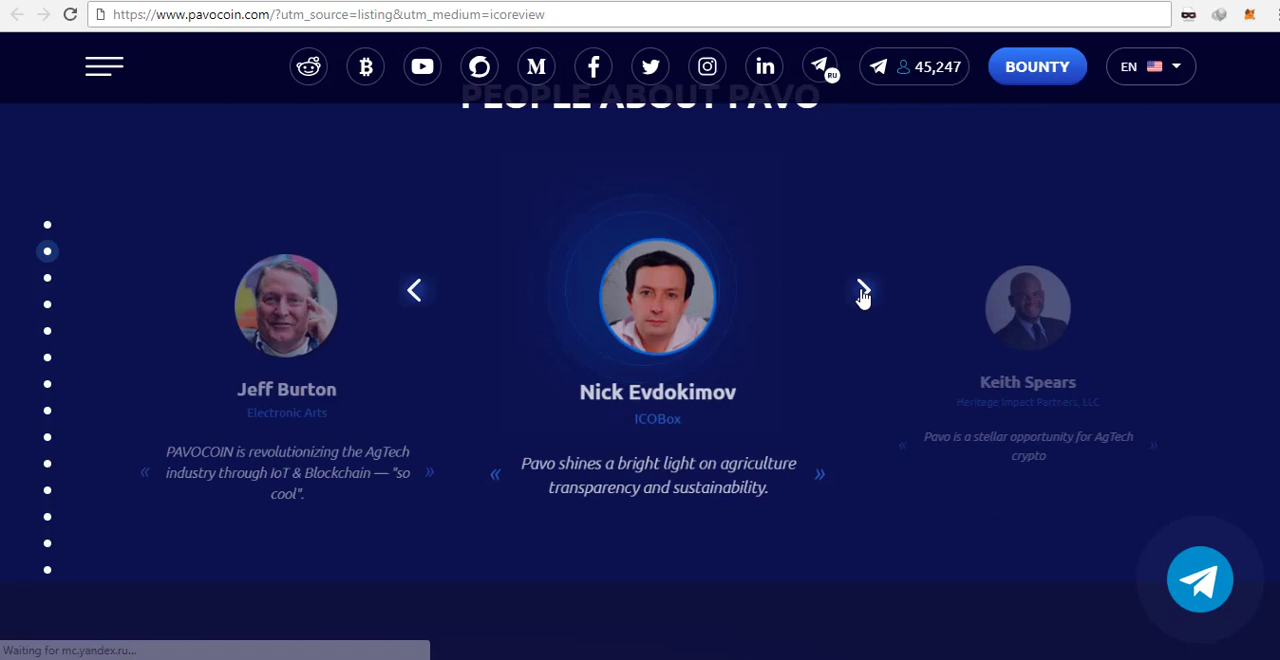 https://www.pavocoin.com/?utm_source=listing&utm_medium=icoreview
M
RU
45,247
BOUNTY
EN
PEOPLE ABOUT PAVO
Jeff Burton
Electronic Arts
« PAVOCOIN is revolutionizing the AgTech
industry through IoT & Blockchain — "so
cool". »
Nick Evdokimov
ICOBox
« Pavo shines a bright light on agriculture
transparency and sustainability. »
Keith Spears
Heritage Impact Partners, LLC
« Pavo is a stellar opportunity for AgTech
crypto »
Waiting for mc.yandex.ru...